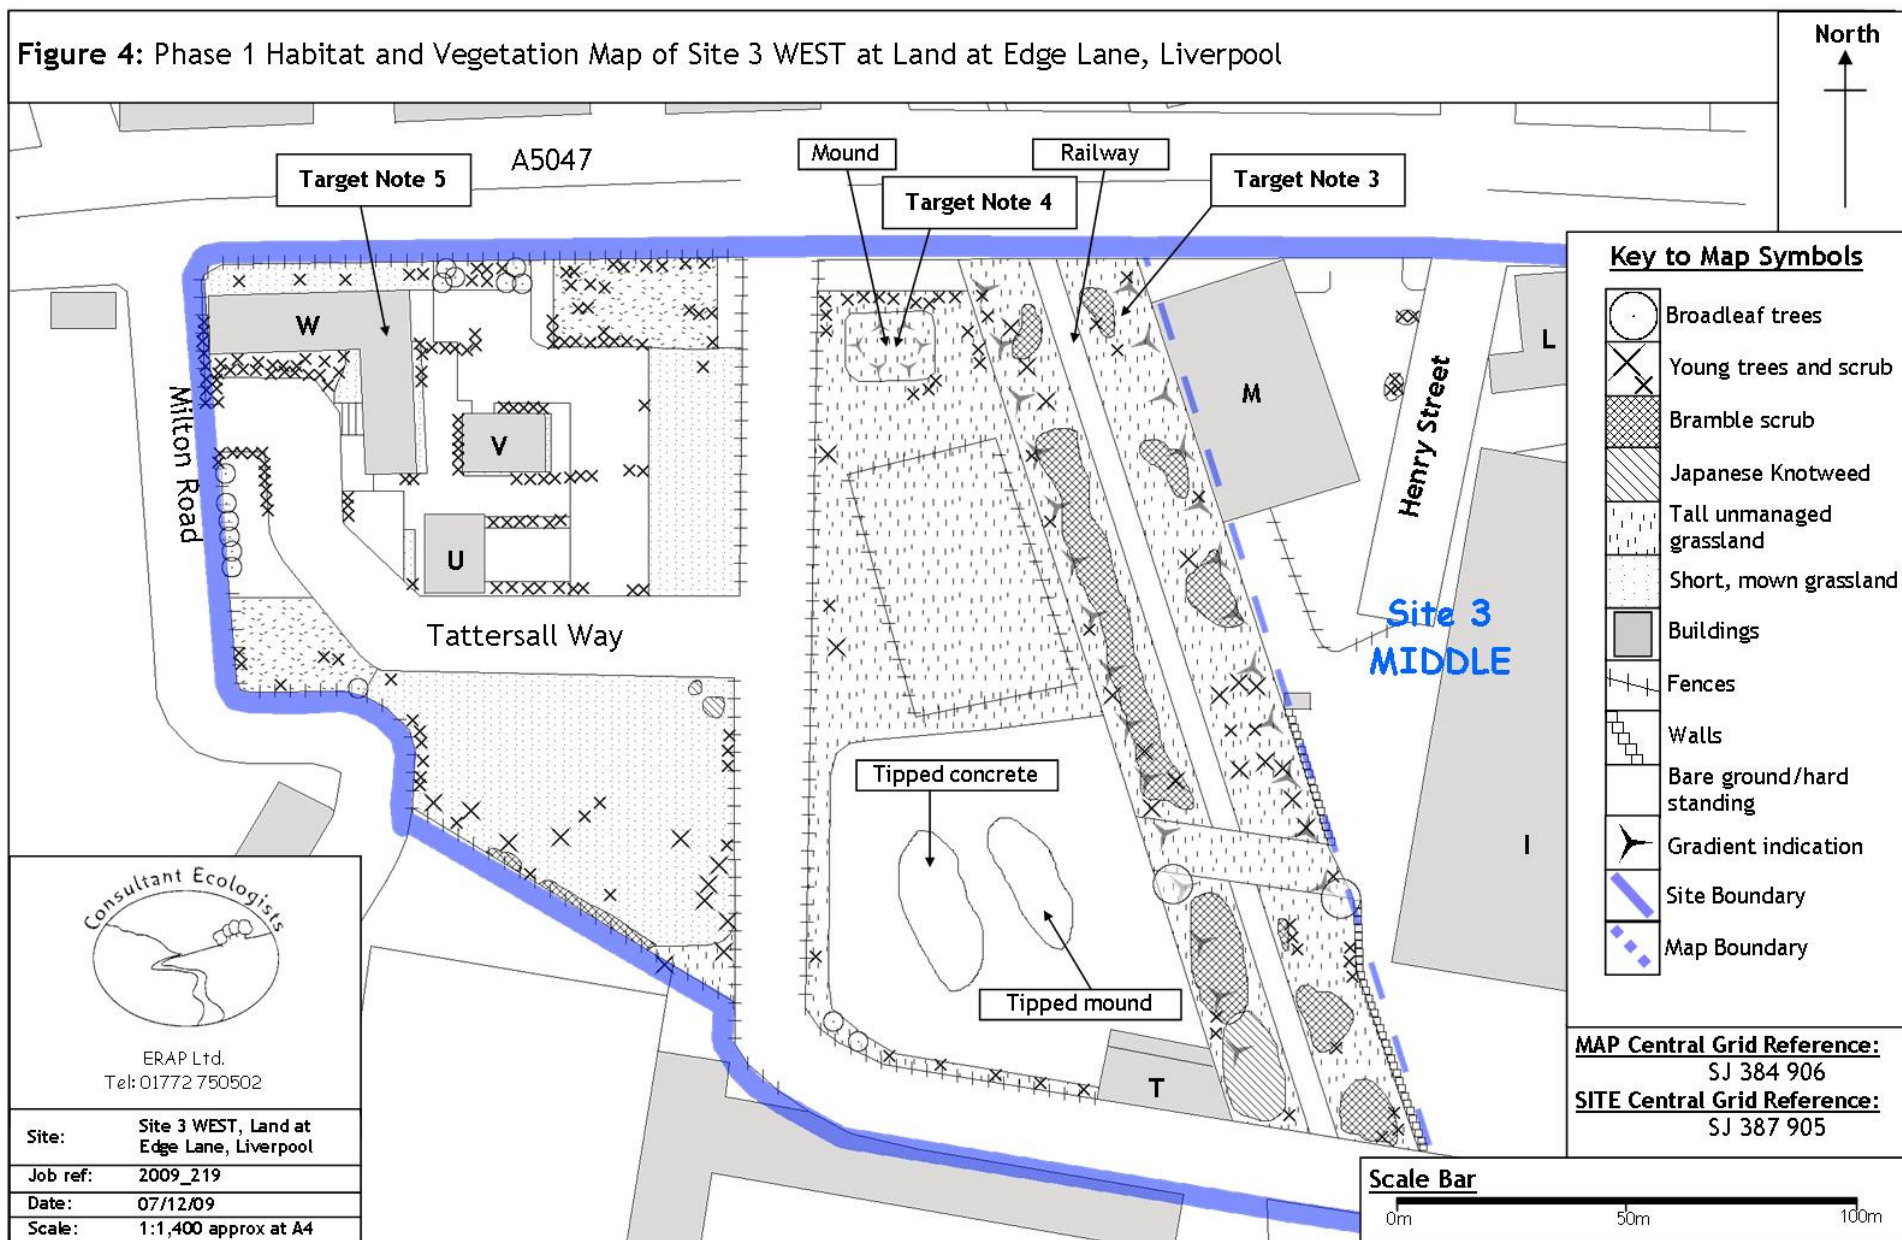 Figure 4: Phase 1 Habitat and Vegetation Map of Site 3 WEST at Land at Edge Lane, Liverpool
North
A5047
Mound
Railway
Target Note 5
Target Note 4
Target Note 3
W
V
U
M
L
I
T
Milton Road
Henry Street
Tattersall Way
Site 3
MIDDLE
Tipped concrete
Tipped mound
Key to Map Symbols
Broadleaf trees
Young trees and scrub
Bramble scrub
Japanese Knotweed
Tall unmanaged
grassland
Short, mown grassland
Buildings
Fences
Walls
Bare ground/hard
standing
Gradient indication
Site Boundary
Map Boundary
MAP Central Grid Reference:
SJ 384 906
SITE Central Grid Reference:
SJ 387 905
Scale Bar
0m
50m
100m
Consultant Ecologists
ERAP Ltd.
Tel: 01772 750502
Site: Site 3 WEST, Land at
Edge Lane, Liverpool
Job ref: 2009_219
Date: 07/12/09
Scale: 1:1,400 approx at A4